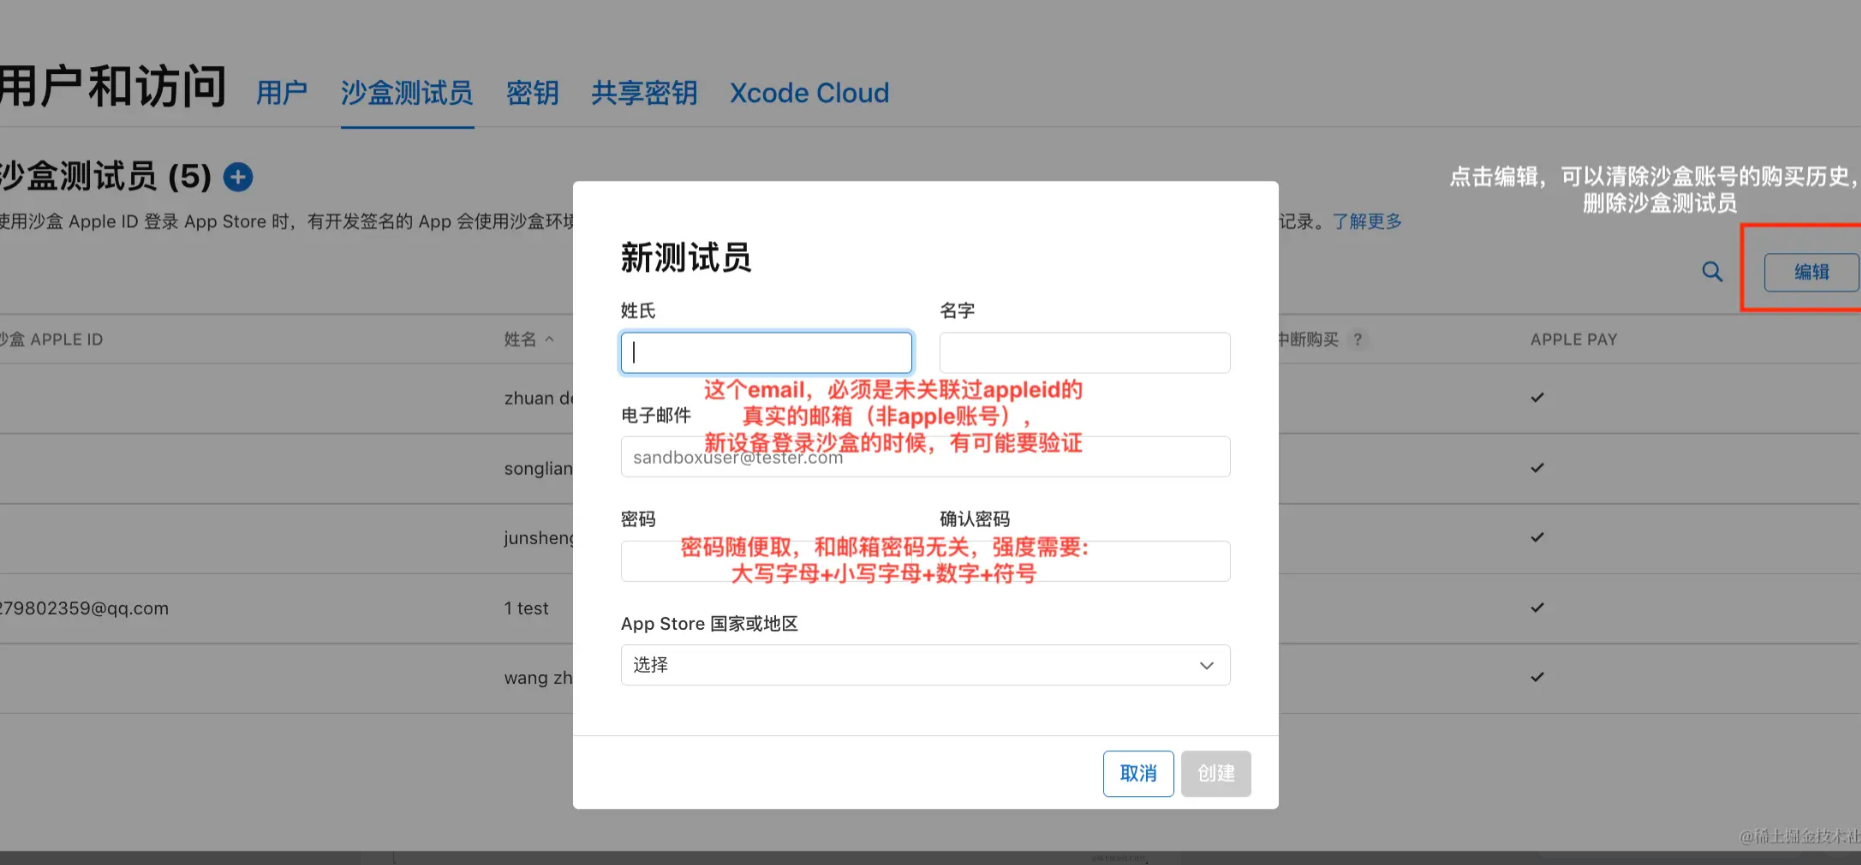 用户和访问 用户 沙盒测试员 密钥 共享密钥 Xcode Cloud
沙盒测试员 (5)
点击编辑，可以清除沙盒账号的购买历史，
删除沙盒测试员
使用沙盒 Apple ID 登录 App Store 时，有开发签名的 App 会使用沙盒环境
记录。了解更多
编辑
沙盒 APPLE ID 姓名 中断购买 ? APPLE PAY
zhuan de
songlian
junsheng
279802359@qq.com 1 test
wang zh
新测试员
姓氏 名字
这个email，必须是未关联过appleid的
真实的邮箱（非apple账号），
新设备登录沙盒的时候，有可能要验证
电子邮件
sandboxuser@tester.com
密码 确认密码
密码随便取，和邮箱密码无关，强度需要:
大写字母+小写字母+数字+符号
App Store 国家或地区
选择
取消 创建
@稀土掘金技术社